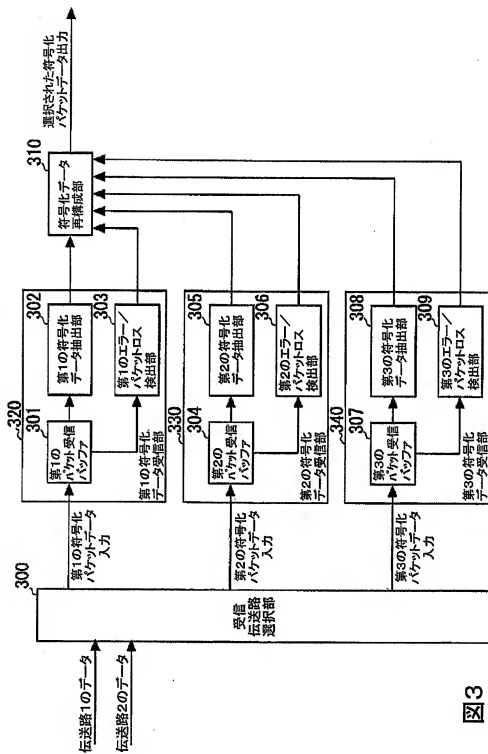 伝送路1のデータ
伝送路2のデータ
300
受信
伝送路
選択部
第1の符号化
パケットデータ
入力
320
301
第1の
パケット受信
バッファ
302
第1の符号化
データ抽出部
303
第1のエラー/
パケットロス
検出部
第1の符号化
データ受信部
第2の符号化
パケットデータ
入力
330
304
第2の
パケット受信
バッファ
305
第2の符号化
データ抽出部
306
第2のエラー/
パケットロス
検出部
第2の符号化
データ受信部
第3の符号化
パケットデータ
入力
340
307
第3の
パケット受信
バッファ
308
第3の符号化
データ抽出部
309
第3のエラー/
パケットロス
検出部
第3の符号化
データ受信部
310
符号化データ
再構成部
選択された符号化
パケットデータ出力
図3